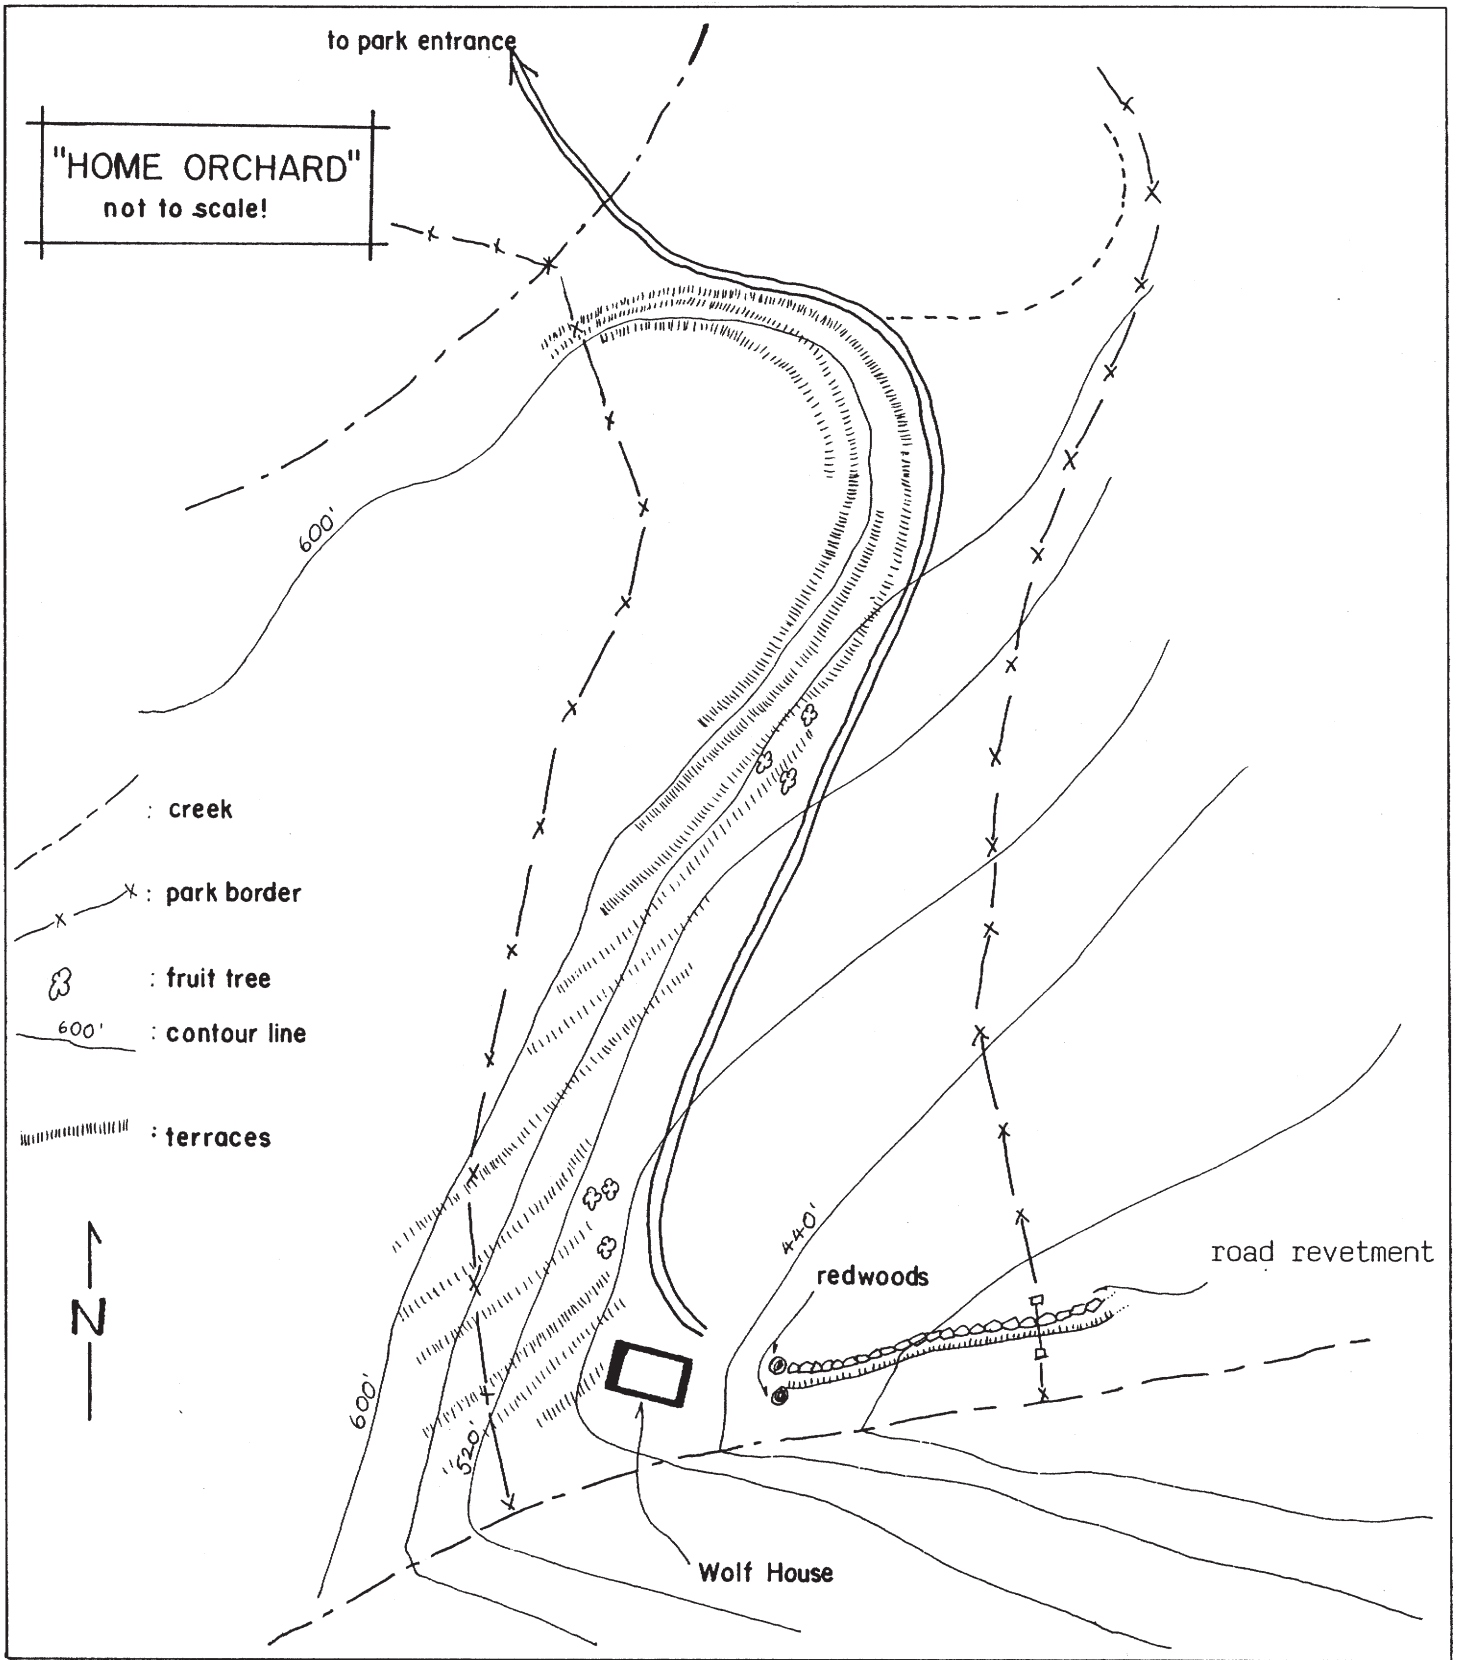 to park entrance
"HOME ORCHARD"
not to scale!
600'
: creek
: park border
: fruit tree
600' : contour line
: terraces
N
440'
redwoods
road revetment
600'
520'
Wolf House